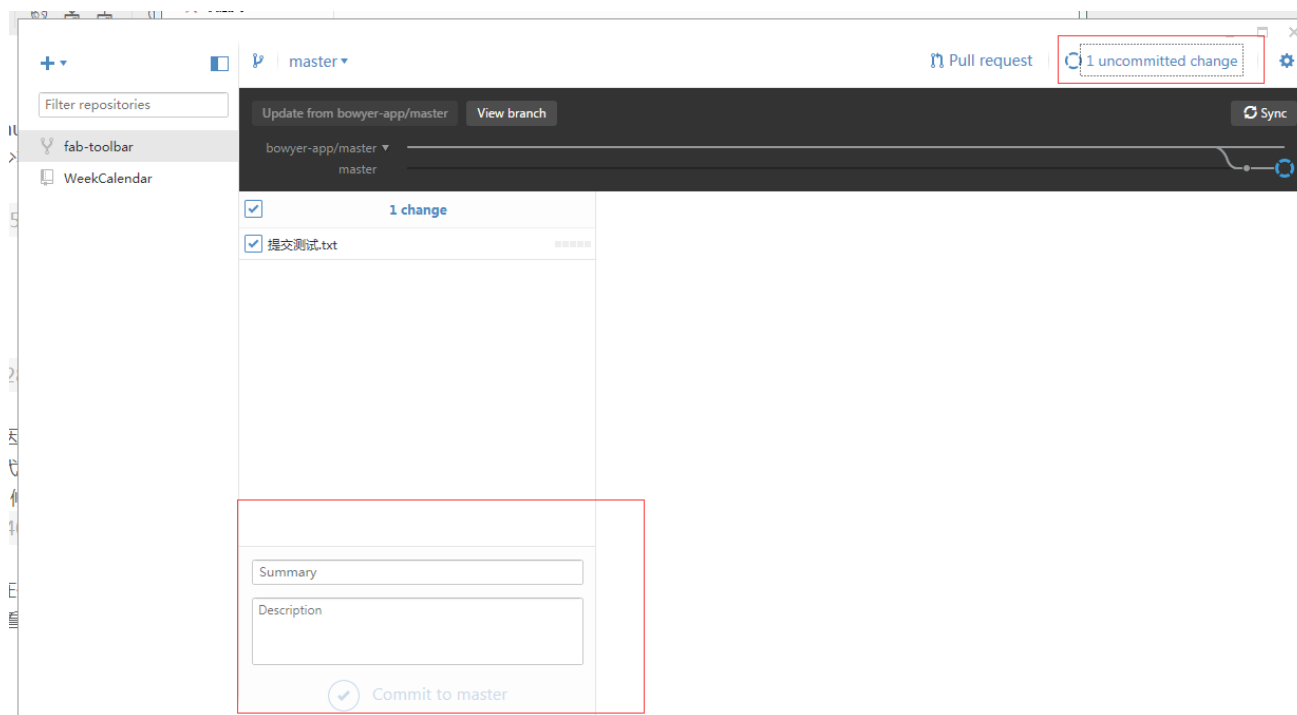 master
Pull request
1 uncommitted change
Filter repositories
Update from bowyer-app/master
View branch
Sync
fab-toolbar
bowyer-app/master
master
WeekCalendar
1 change
提交测试.txt
Summary
Description
Commit to master